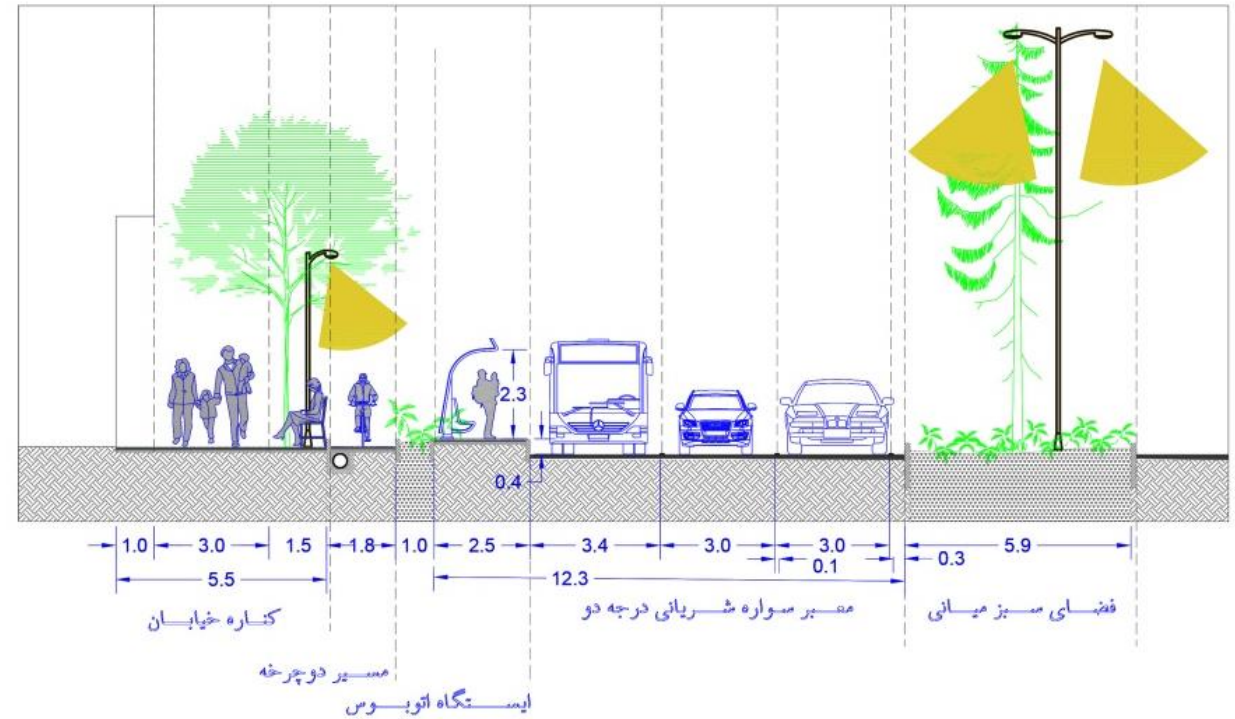 2.3
0.4
1.0 3.0 1.5 1.8 1.0 2.5 3.4 3.0 3.0 5.9
0.1 0.3
5.5 12.3
کناره خیابان معبر سواره شریانی درجه دو فضای سبز میانی
مسیر دوچرخه
ایستگاه اتوبوس